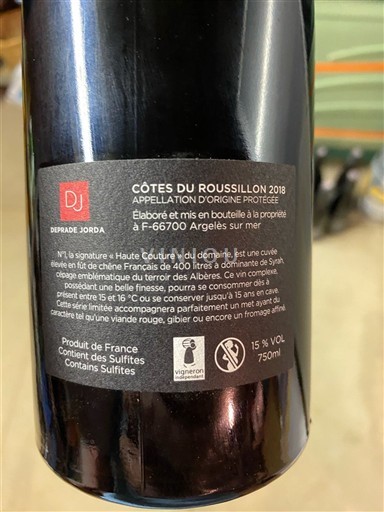 DJ
DEPRADE JORDA
CÔTES DU ROUSSILLON 2018
APPELLATION D'ORIGINE PROTÉGÉE
Élaboré et mis en bouteille à la propriété
à F-66700 Argelès sur mer
N°1, la signature « Haute Couture » du domaine, est une cuvée
élevée en fût de chêne Français de 400 litres à dominante de Syrah,
cépage emblématique du terroir des Albères. Ce vin complexe,
possédant une belle finesse, pourra se consommer dès à
présent entre 15 et 16 °C ou se conserver jusqu'à 15 ans en cave.
Cette série limitée accompagnera parfaitement un met ayant du
caractère tel qu'une viande rouge, gibier ou encore un fromage affiné.
Produit de France
Contient des Sulfites
Contains Sulfites
vigneron
indépendant
15 % VOL
750ml